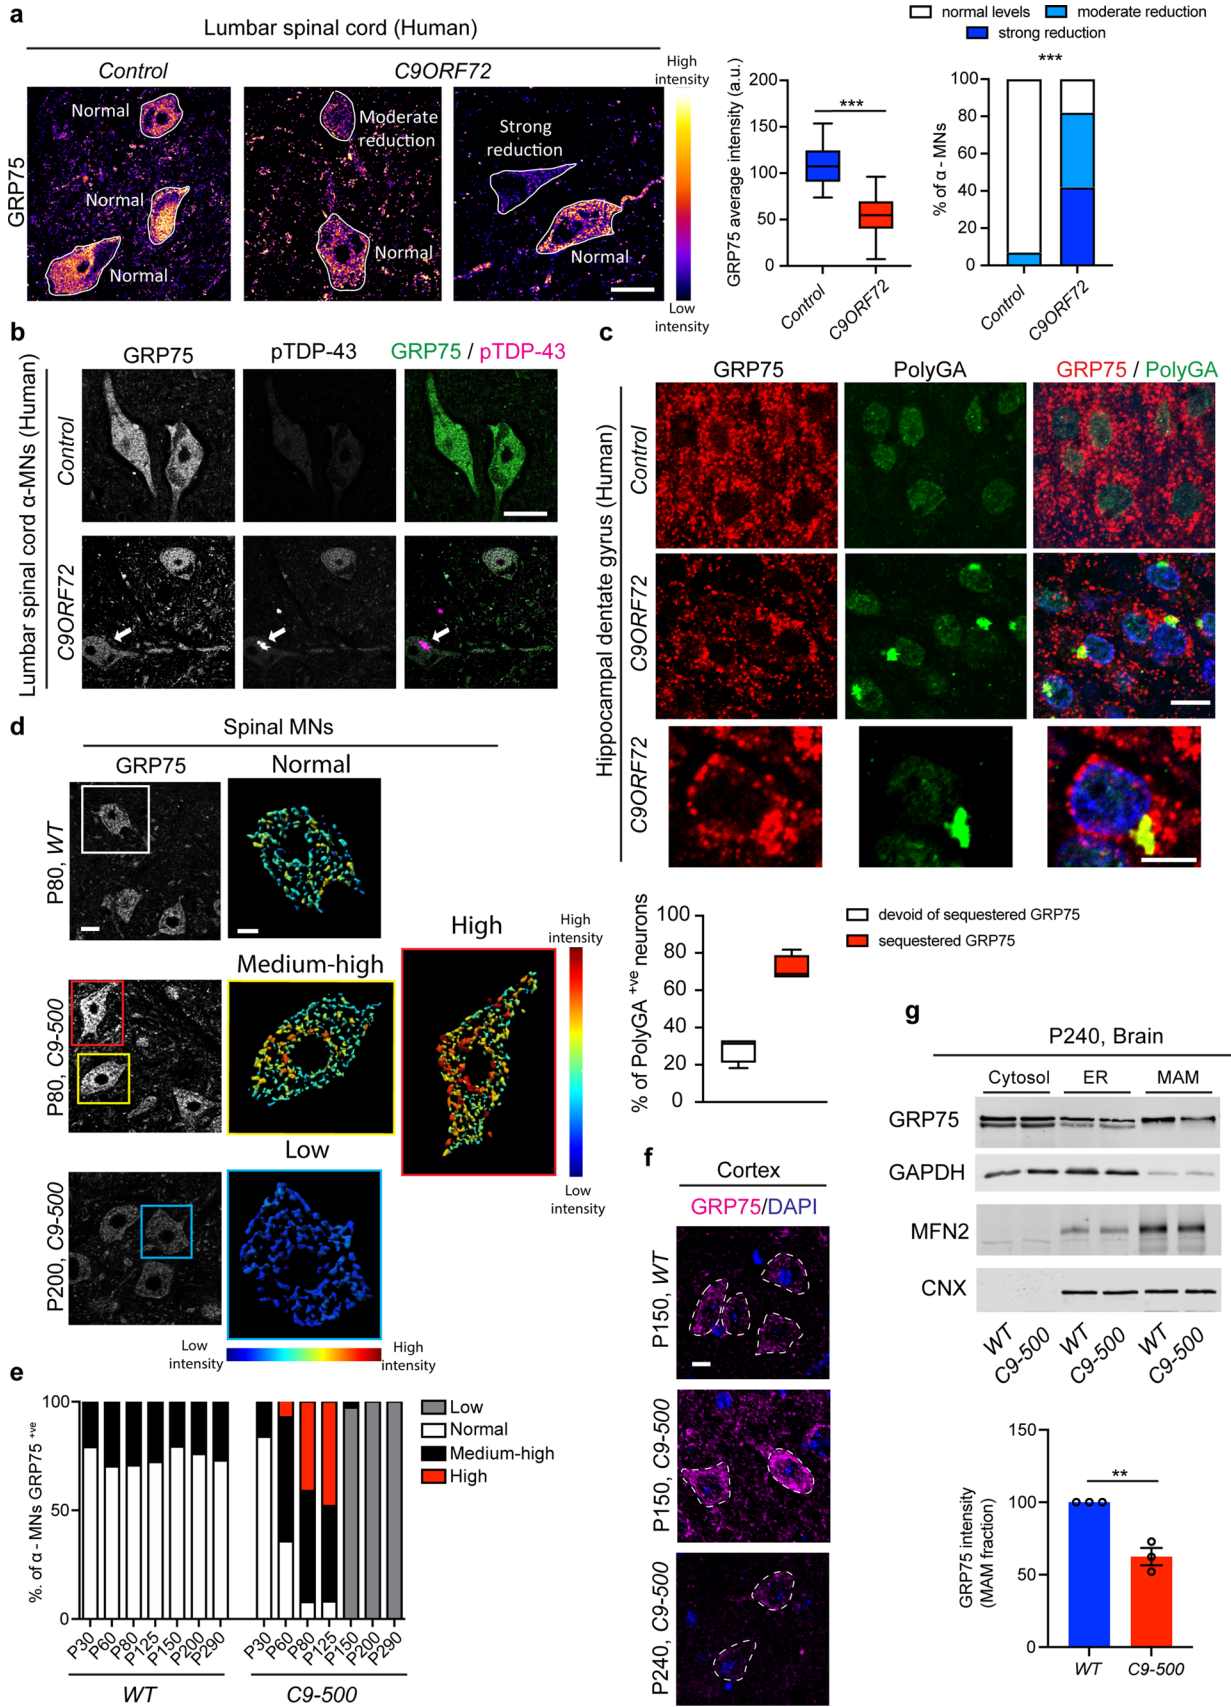 a
Lumbar spinal cord (Human)
Control
C9ORF72
GRP75
Normal
Normal
Normal
Moderate
reduction
Normal
Strong
reduction
Normal
High
intensity
Low
intensity
GRP75 average intensity (a.u.)
200
150
100
50
0
***
Control
C9ORF72
normal levels
moderate reduction
strong reduction
***
% of α - MNs
100
80
60
40
20
0
Control
C9ORF72
b
GRP75
pTDP-43
GRP75 / pTDP-43
Lumbar spinal cord α-MNs (Human)
Control
C9ORF72
c
GRP75
PolyGA
GRP75 / PolyGA
Hippocampal dentate gyrus (Human)
Control
C9ORF72
C9ORF72
% of PolyGA +ve neurons
100
80
60
40
20
0
devoid of sequestered GRP75
sequestered GRP75
d
Spinal MNs
GRP75
Normal
P80, WT
High
Medium-high
P80, C9-500
High
intensity
Low
intensity
Low
P200, C9-500
Low
intensity
High
intensity
e
%. of α - MNs GRP75 +ve
100
50
0
P30
P60
P80
P125
P150
P200
P290
P30
P60
P80
P125
P150
P200
P290
WT
C9-500
Low
Normal
Medium-high
High
f
Cortex
GRP75/DAPI
P150, WT
P150, C9-500
P240, C9-500
g
P240, Brain
Cytosol
ER
MAM
GRP75
GAPDH
MFN2
CNX
WT
C9-500
WT
C9-500
WT
C9-500
GRP75 intensity
(MAM fraction)
150
100
50
0
**
WT
C9-500